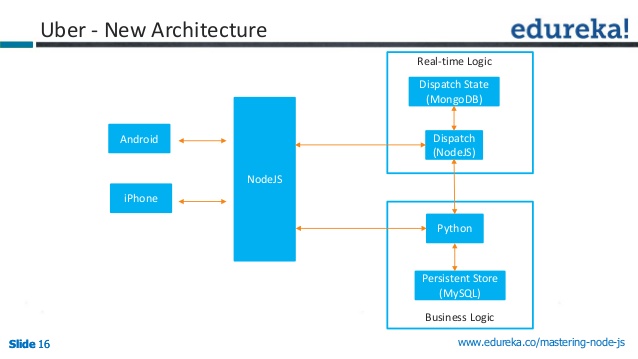 Uber - New Architecture
edureka!
Real-time Logic
Dispatch State
(MongoDB)
Android
Dispatch
(NodeJS)
NodeJS
iPhone
Python
Persistent Store
(MySQL)
Business Logic
Slide 16
www.edureka.co/mastering-node-js